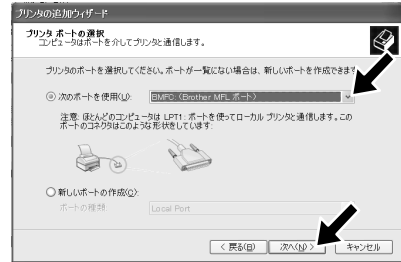 プリンタの追加ウィザード
プリンタ ポートの選択
コンピュータはポートを介してプリンタと通信します。
プリンタのポートを選択してください。ポートが一覧にない場合は、新しいポートを作成できます
次のポートを使用(U):
BMFC: (Brother MFL ポート)
注意: ほとんどのコンピュータは LPT1: ポートを使ってローカル プリンタと通信します。この
ポートのコネクタはこのような形状をしています:
新しいポートの作成(C):
ポートの種類:
Local Port
< 戻る(B)
次へ(N) >
キャンセル